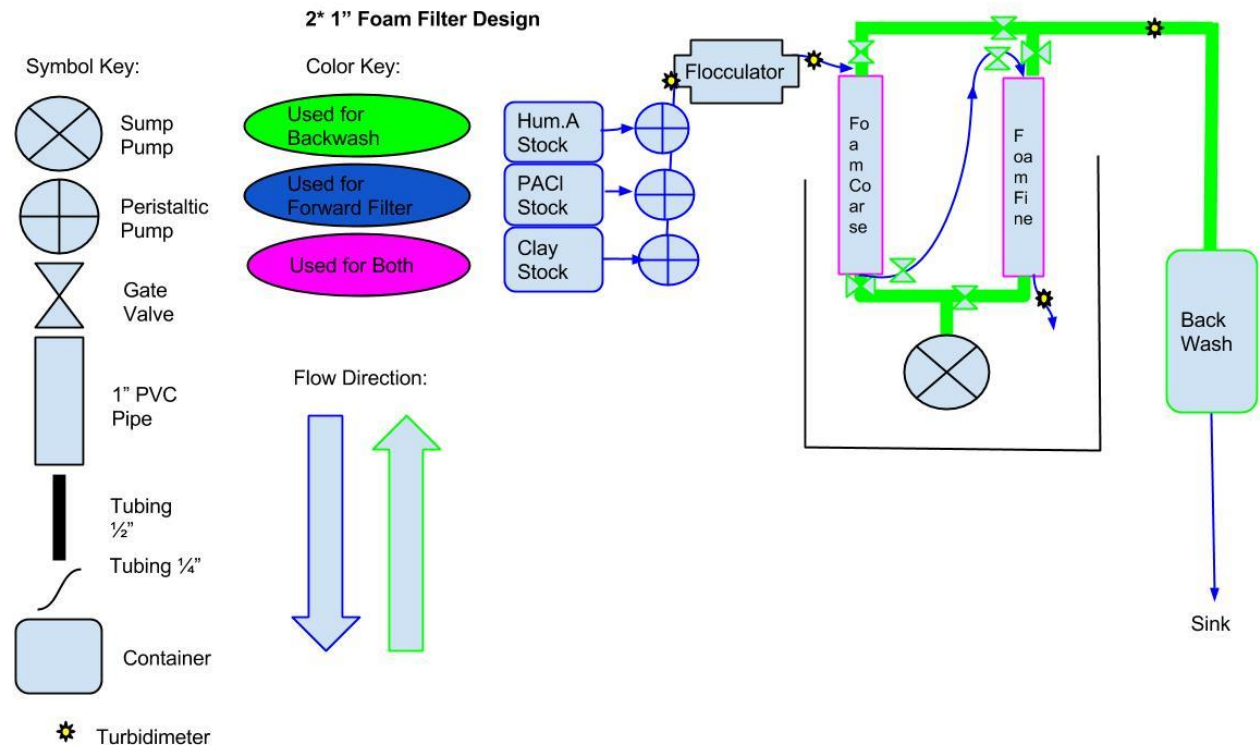 2* 1” Foam Filter Design
Symbol Key:
Sump
Pump
Peristaltic
Pump
Gate
Valve
1” PVC
Pipe
Tubing
½”
Tubing ¼”
Container
Turbidimeter
Color Key:
Used for
Backwash
Used for
Forward Filter
Used for Both
Flow Direction:
Hum.A
Stock
PACl
Stock
Clay
Stock
Flocculator
Fo
am
Co
ar
se
F
oa
m
Fi
ne
Back
Wash
Sink